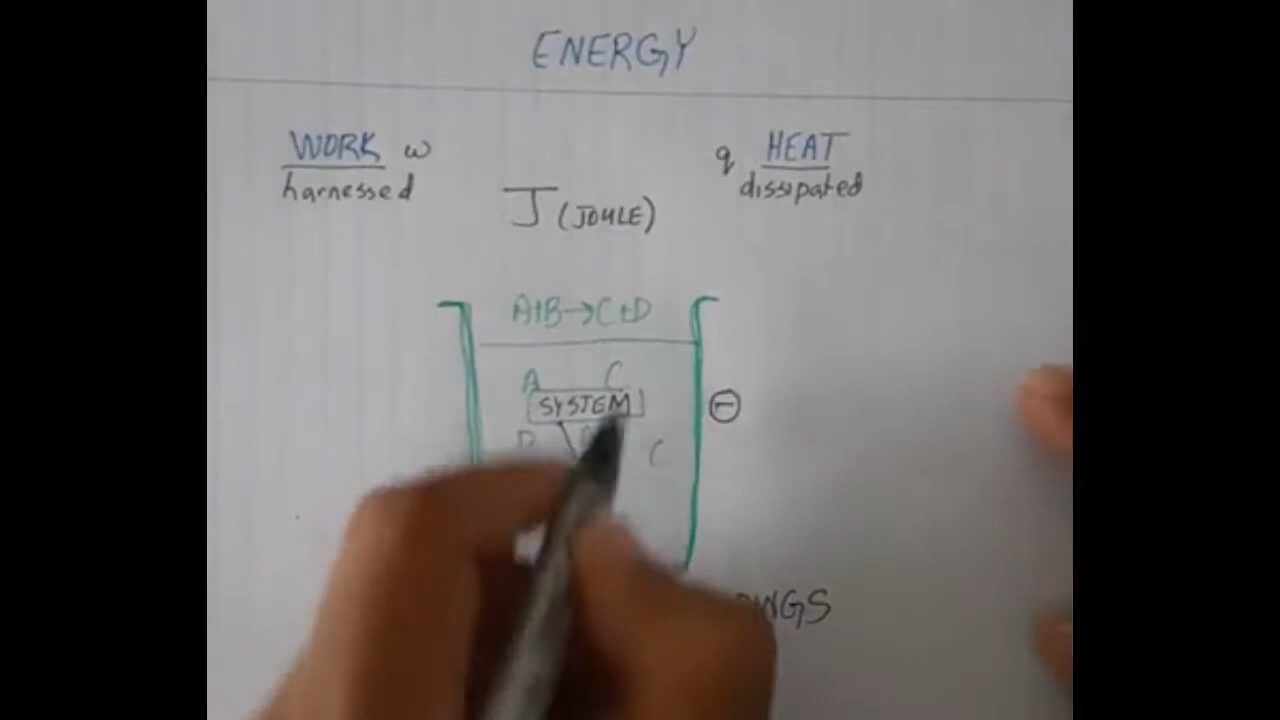 ENERGY
WORK w
q HEAT
harnessed
dissipated
J (JOULE)
A+B→C+D
A C
SYSTEM
⊖
C